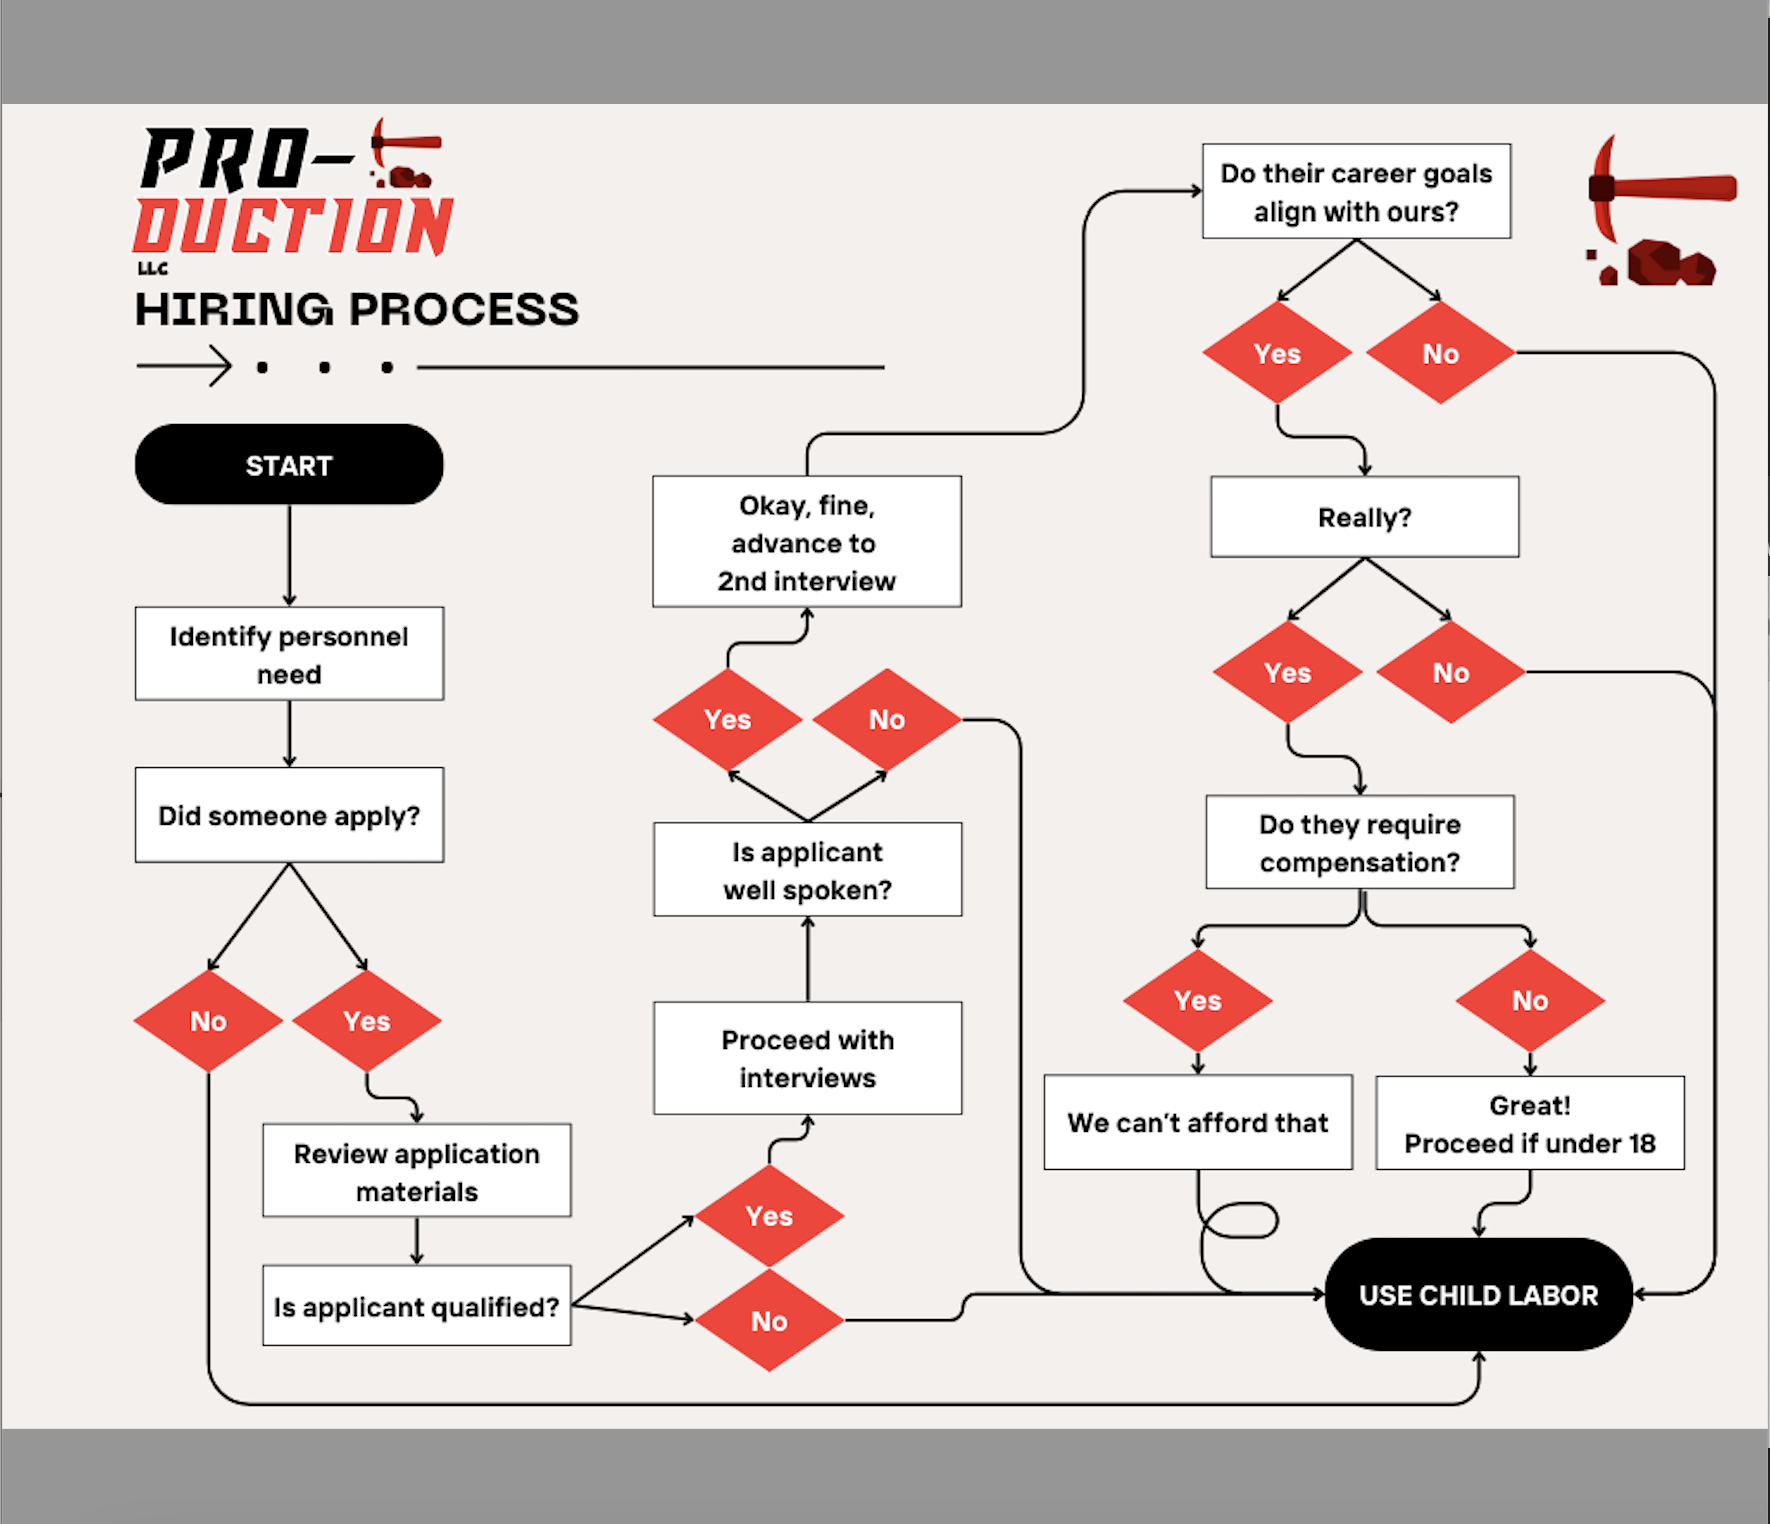 PRO-
DUCTION
LLC
HIRING PROCESS
START
Identify personnel
need
Did someone apply?
No
Yes
Review application
materials
Is applicant qualified?
Yes
No
Proceed with
interviews
Is applicant
well spoken?
Yes
No
Okay, fine,
advance to
2nd interview
Do their career goals
align with ours?
Yes
No
Really?
Yes
No
Do they require
compensation?
Yes
No
We can't afford that
Great!
Proceed if under 18
USE CHILD LABOR